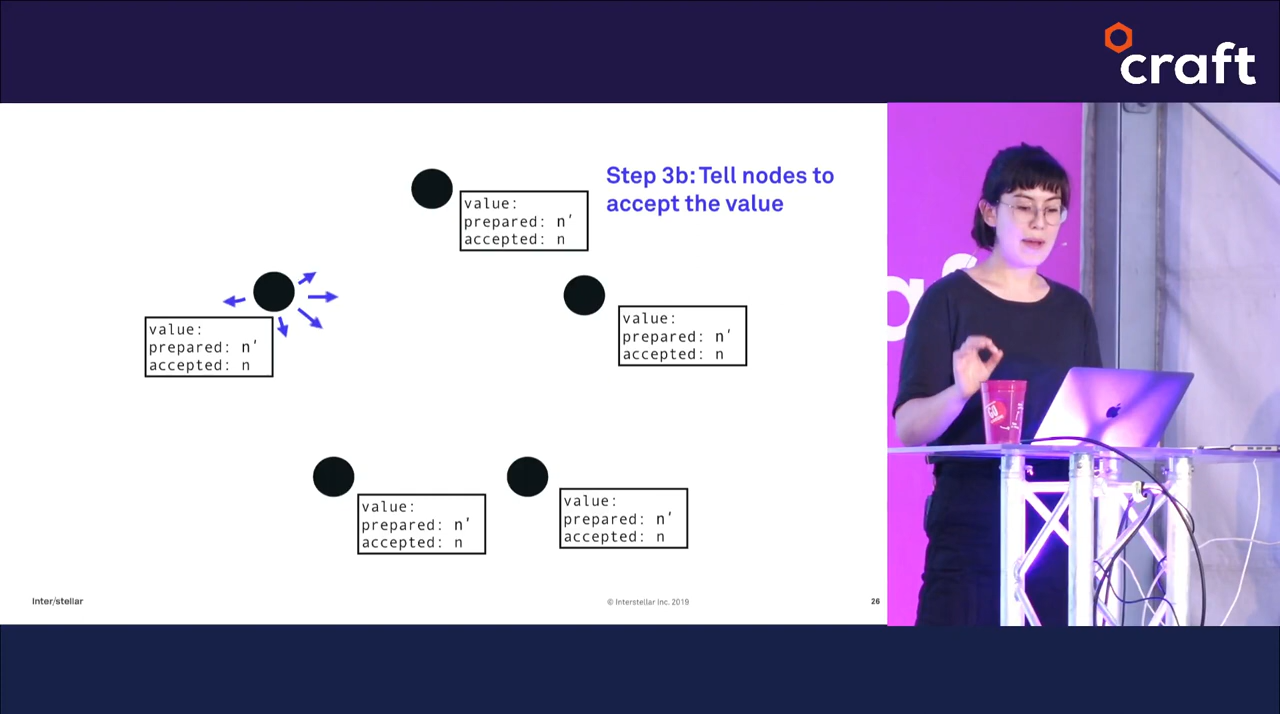 craft
Step 3b: Tell nodes to
accept the value
value:
prepared: n’
accepted: n
value:
prepared: n’
accepted: n
value:
prepared: n’
accepted: n
value:
prepared: n’
accepted: n
value:
prepared: n’
accepted: n
Inter/stellar
© Interstellar Inc. 2019
26